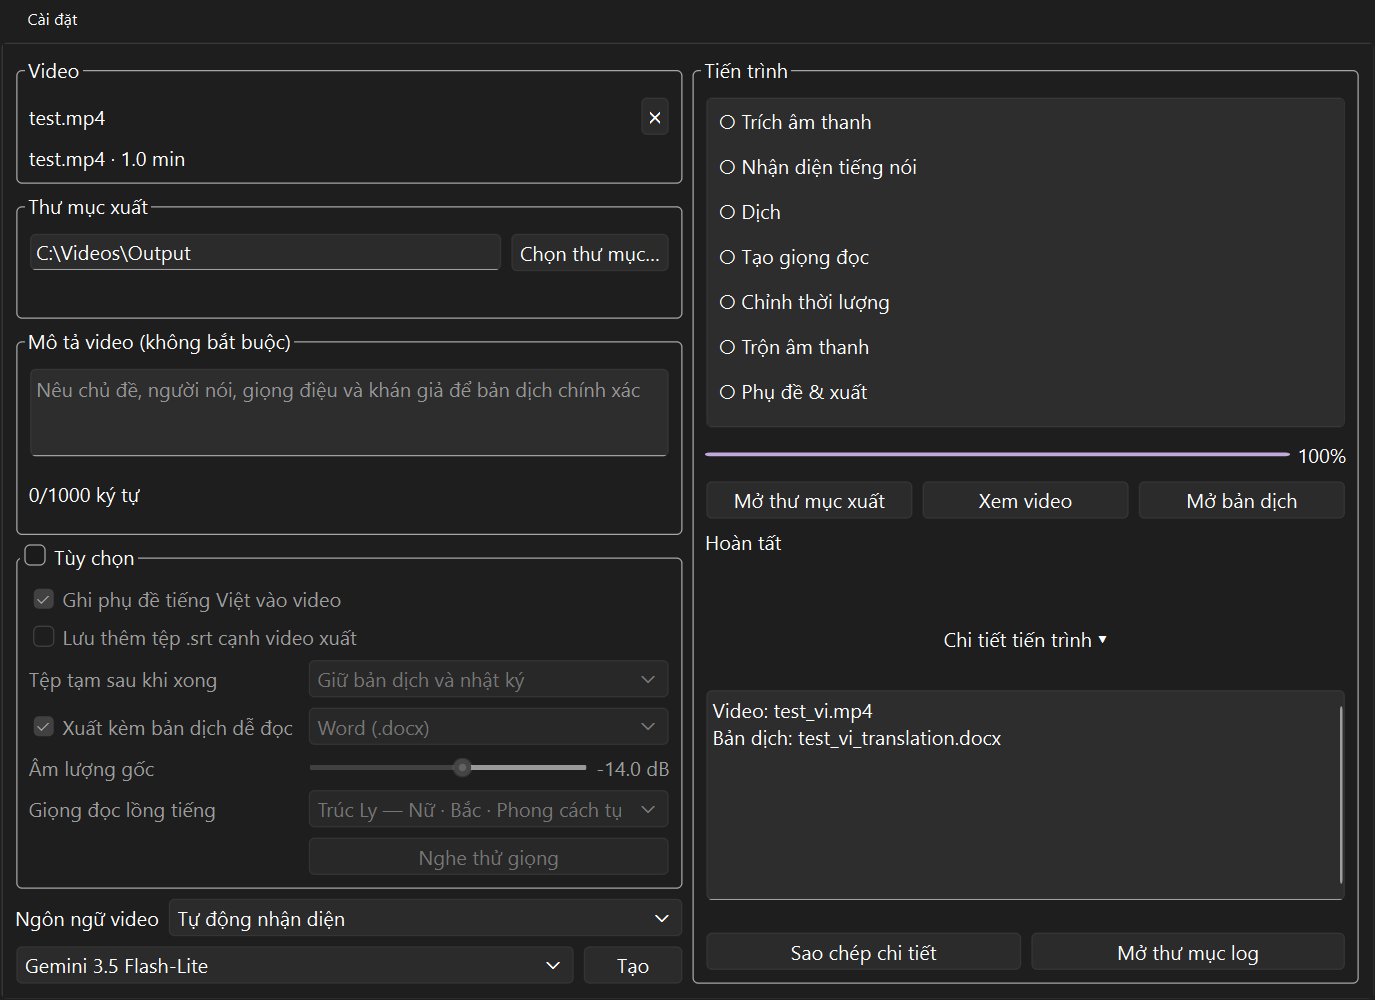 Cài đặt
Video
test.mp4
×
test.mp4 · 1.0 min
Thư mục xuất
C:\Videos\Output
Chọn thư mục...
Mô tả video (không bắt buộc)
Nêu chủ đề, người nói, giọng điệu và khán giả để bản dịch chính xác
0/1000 ký tự
Tùy chọn
Ghi phụ đề tiếng Việt vào video
Lưu thêm tệp .srt cạnh video xuất
Tệp tạm sau khi xong
Giữ bản dịch và nhật ký
Xuất kèm bản dịch dễ đọc
Word (.docx)
Âm lượng gốc
-14.0 dB
Giọng đọc lồng tiếng
Trúc Ly — Nữ · Bắc · Phong cách tụ
Nghe thử giọng
Ngôn ngữ video
Tự động nhận diện
Gemini 3.5 Flash-Lite
Tạo
Tiến trình
Trích âm thanh
Nhận diện tiếng nói
Dịch
Tạo giọng đọc
Chỉnh thời lượng
Trộn âm thanh
Phụ đề & xuất
100%
Mở thư mục xuất
Xem video
Mở bản dịch
Hoàn tất
Chi tiết tiến trình ▾
Video: test_vi.mp4
Bản dịch: test_vi_translation.docx
Sao chép chi tiết
Mở thư mục log